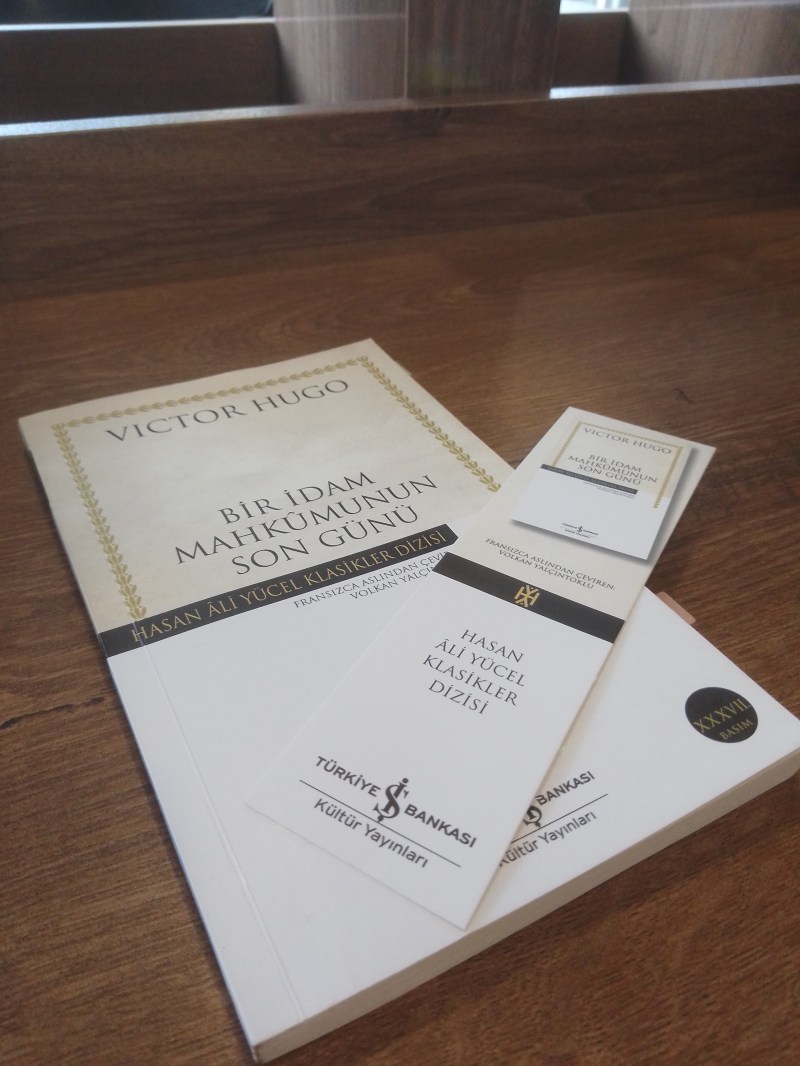 VICTOR HUGO
BİR İDAM
MAHKÛMUNUN
SON GÜNÜ
HASAN ÂLİ YÜCEL KLASİKLER DİZİSİ
FRANSIZCA ASLINDAN
VOLKAN
XXXVII.
BASIM
BANKASI
Kültür Yayınları
VICTOR HUGO
BİR İDAM
MAHKÛMUNUN
SON GÜNÜ
FRANSIZCA ASLINDAN ÇEVİREN:
VOLKAN YALÇINTOKLU
HASAN
ÂLİ YÜCEL
KLASİKLER
DİZİSİ
TÜRKİYE İŞ BANKASI
Kültür Yayınları